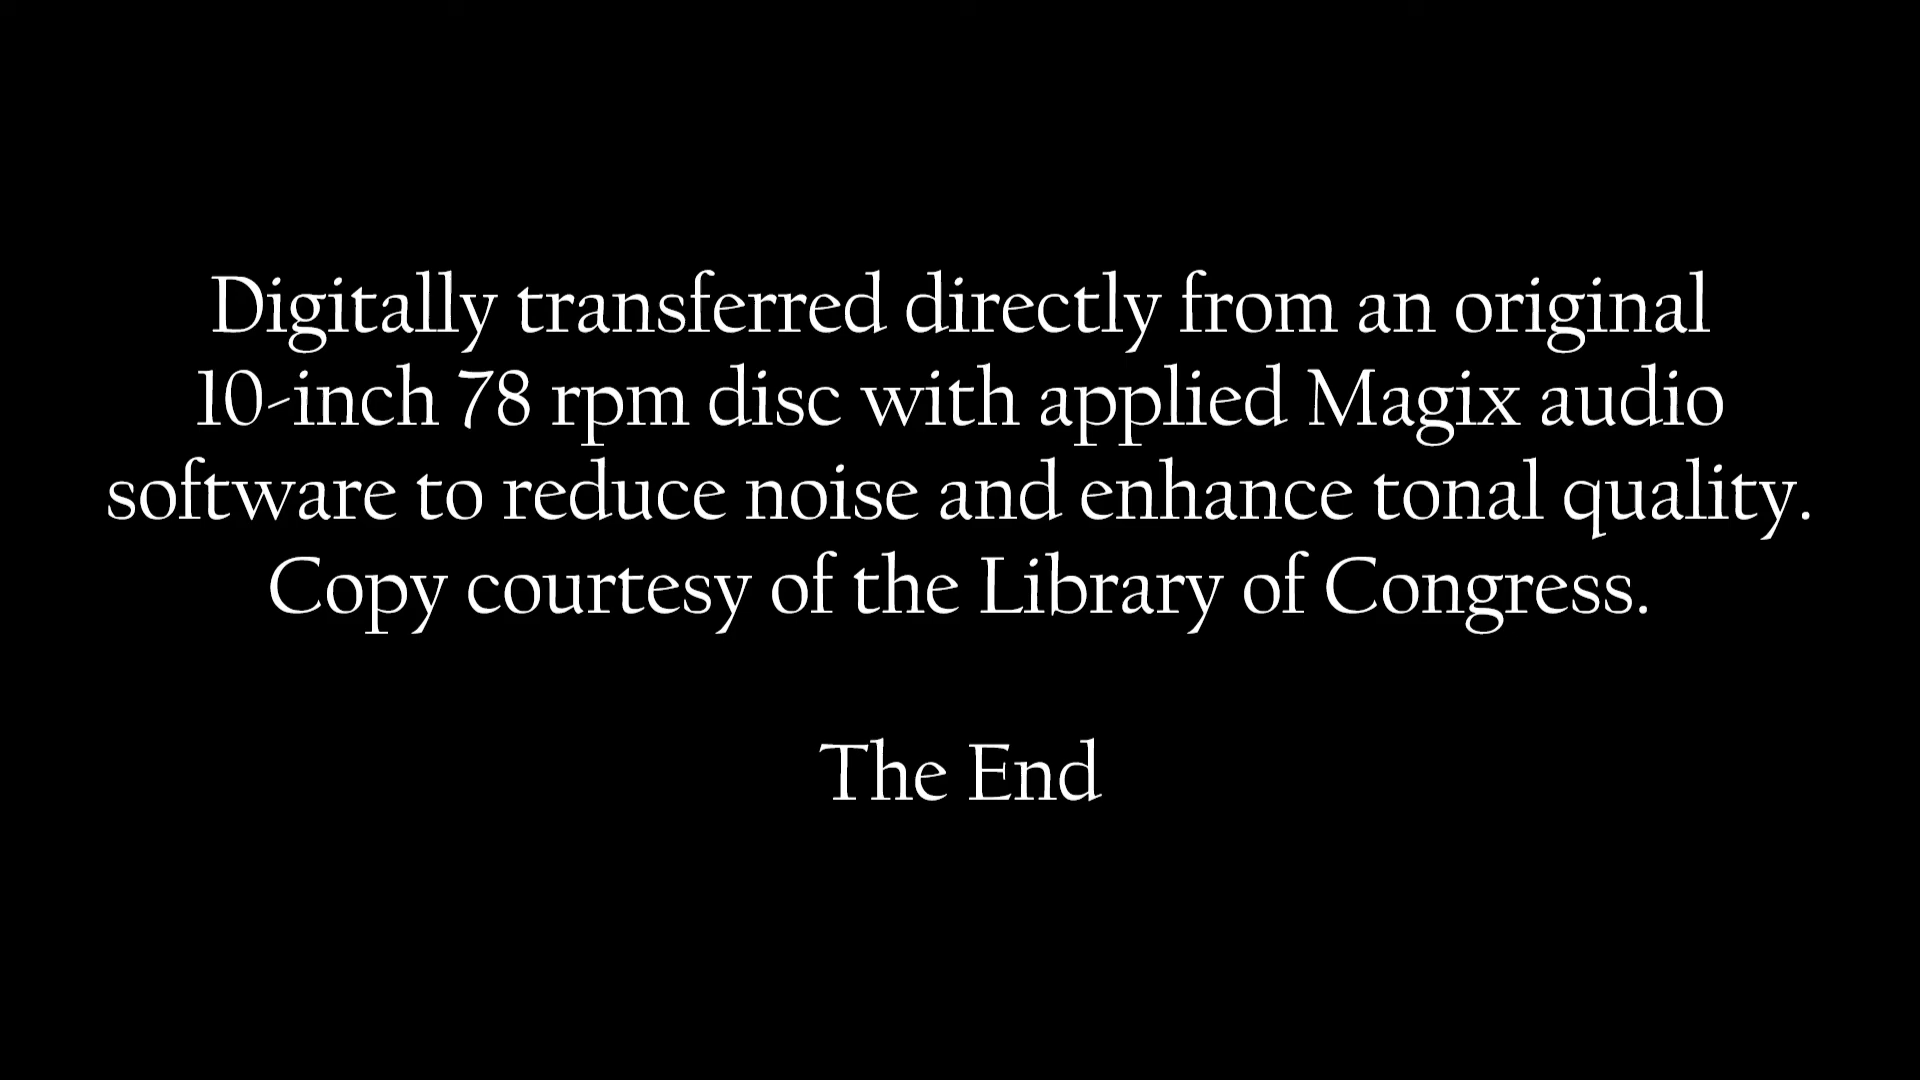 Digitally transferred directly from an original
10-inch 78 rpm disc with applied Magix audio
software to reduce noise and enhance tonal quality.
Copy courtesy of the Library of Congress.
The End